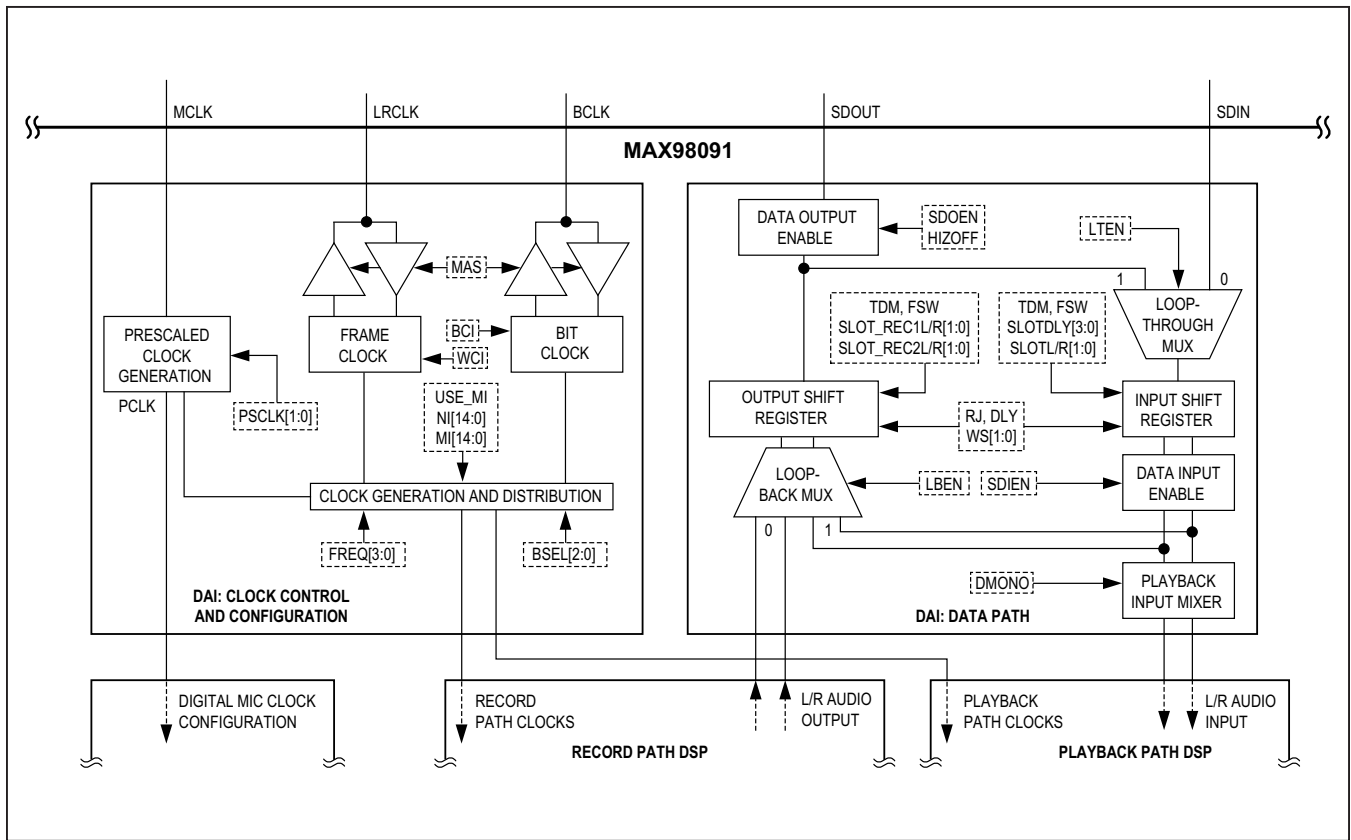 MCLK
LRCLK
BCLK
SDOUT
SDIN
MAX98091
DATA OUTPUT
ENABLE
SDOEN
HIZOFF
LTEN
MAS
1
0
LOOP-
THROUGH
MUX
PRESCALED
CLOCK
GENERATION
FRAME
CLOCK
BCI
WCI
BIT
CLOCK
TDM, FSW
SLOT_REC1L/R[1:0]
SLOT_REC2L/R[1:0]
TDM, FSW
SLOTDLY[3:0]
SLOTL/R[1:0]
PCLK
PSCLK[1:0]
USE_MI
NI[14:0]
MI[14:0]
OUTPUT SHIFT
REGISTER
RJ, DLY
WS[1:0]
INPUT SHIFT
REGISTER
CLOCK GENERATION AND DISTRIBUTION
LOOP-
BACK MUX
LBEN
SDIEN
DATA INPUT
ENABLE
0
1
FREQ[3:0]
BSEL[2:0]
DMONO
PLAYBACK
INPUT MIXER
DAI: CLOCK CONTROL
AND CONFIGURATION
DAI: DATA PATH
DIGITAL MIC CLOCK
CONFIGURATION
RECORD
PATH CLOCKS
L/R AUDIO
OUTPUT
RECORD PATH DSP
PLAYBACK
PATH CLOCKS
L/R AUDIO
INPUT
PLAYBACK PATH DSP